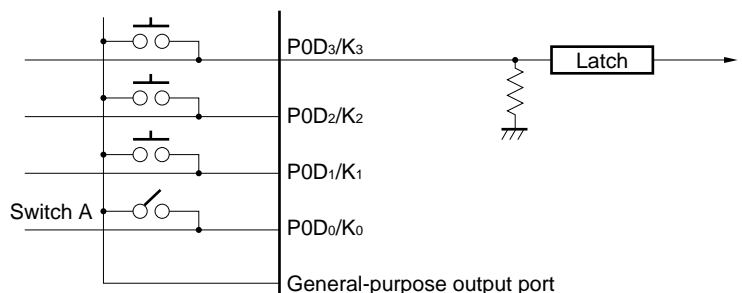 P0D₃/K₃
Latch
P0D₂/K₂
P0D₁/K₁
Switch A
P0D₀/K₀
General-purpose output port